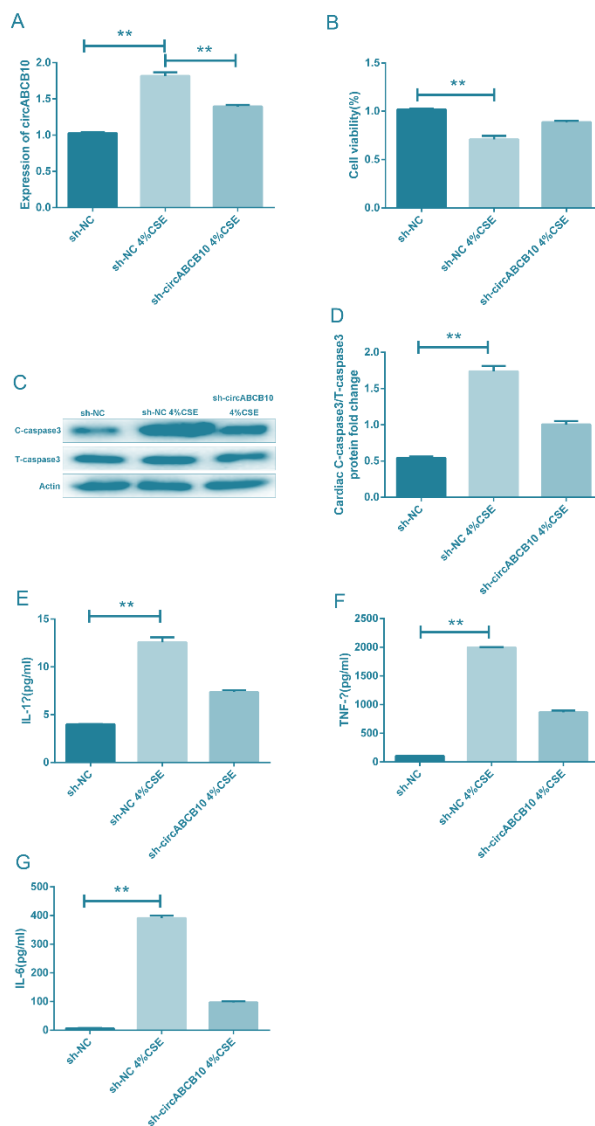 A
Expression of circABCB10
2.0
1.5
1.0
0.5
0.0
**
**
sh-NC
sh-NC 4%CSE
sh-circABCB10 4%CSE
B
Cell viability(%)
1.5
1.0
0.5
0.0
**
sh-NC
sh-NC 4%CSE
sh-circABCB10 4%CSE
C
sh-NC
sh-NC 4%CSE
sh-circABCB10
4%CSE
C-caspase3
T-caspase3
Actin
D
Cardiac C-caspase3/T-caspase3
protein fold change
2.0
1.5
1.0
0.5
0.0
**
sh-NC
sh-NC 4%CSE
sh-circABCB10 4%CSE
E
IL-1?(pg/ml)
15
10
5
0
**
sh-NC
sh-NC 4%CSE
sh-circABCB10 4%CSE
F
TNF-?(pg/ml)
2500
2000
1500
1000
500
0
**
sh-NC
sh-NC 4%CSE
sh-circABCB10 4%CSE
G
IL-6(pg/ml)
500
400
300
200
100
0
**
sh-NC
sh-NC 4%CSE
sh-circABCB10 4%CSE